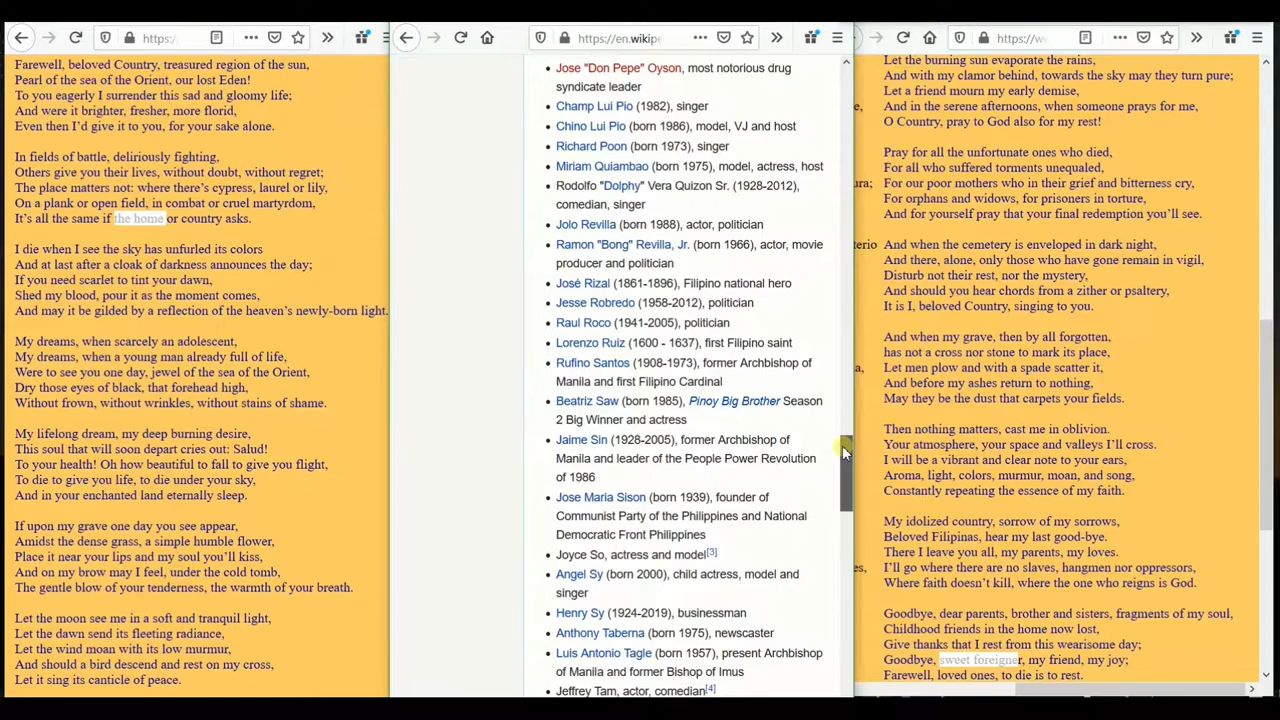 https://
https://en.wikipe
https://ww
Farewell, beloved Country, treasured region of the sun,
Pearl of the sea of the Orient, our lost Eden!
To you eagerly I surrender this sad and gloomy life;
And were it brighter, fresher, more florid,
Even then I'd give it to you, for your sake alone.
In fields of battle, deliriously fighting,
Others give you their lives, without doubt, without regret;
The place matters not: where there's cypress, laurel or lily,
On a plank or open field, in combat or cruel martyrdom,
It's all the same if the home or country asks.
I die when I see the sky has unfurled its colors
And at last after a cloak of darkness announces the day;
If you need scarlet to tint your dawn,
Shed my blood, pour it as the moment comes,
And may it be gilded by a reflection of the heaven's newly-born light.
My dreams, when scarcely an adolescent,
My dreams, when a young man already full of life,
Were to see you one day, jewel of the sea of the Orient,
Dry those eyes of black, that forehead high,
Without frown, without wrinkles, without stains of shame.
My lifelong dream, my deep burning desire,
This soul that will soon depart cries out: Salud!
To your health! Oh how beautiful to fall to give you flight,
To die to give you life, to die under your sky,
And in your enchanted land eternally sleep.
If upon my grave one day you see appear,
Amidst the dense grass, a simple humble flower,
Place it near your lips and my soul you'll kiss,
And on my brow may I feel, under the cold tomb,
The gentle blow of your tenderness, the warmth of your breath.
Let the moon see me in a soft and tranquil light,
Let the dawn send its fleeting radiance,
Let the wind moan with its low murmur,
And should a bird descend and rest on my cross,
Let it sing its canticle of peace.
Jose "Don Pepe" Oyson, most notorious drug
syndicate leader
Champ Lui Pio (1982), singer
Chino Lui Pio (born 1986), model, VJ and host
Richard Poon (born 1973), singer
Miriam Quiambao (born 1975), model, actress, host
Rodolfo "Dolphy" Vera Quizon Sr. (1928-2012),
comedian, singer
Jolo Revilla (born 1988), actor, politician
Ramon "Bong" Revilla, Jr. (born 1966), actor, movie
producer and politician
José Rizal (1861-1896), Filipino national hero
Jesse Robredo (1958-2012), politician
Raul Roco (1941-2005), politician
Lorenzo Ruiz (1600 - 1637), first Filipino saint
Rufino Santos (1908-1973), former Archbishop of
Manila and first Filipino Cardinal
Beatriz Saw (born 1985), Pinoy Big Brother Season
2 Big Winner and actress
Jaime Sin (1928-2005), former Archbishop of
Manila and leader of the People Power Revolution
of 1986
Jose Maria Sison (born 1939), founder of
Communist Party of the Philippines and National
Democratic Front Philippines
Joyce So, actress and model[3]
Angel Sy (born 2000), child actress, model and
singer
Henry Sy (1924-2019), businessman
Anthony Taberna (born 1975), newscaster
Luis Antonio Tagle (born 1957), present Archbishop
of Manila and former Bishop of Imus
Jeffrey Tam, actor, comedian[4]
Let the burning sun evaporate the rains,
And with my clamor behind, towards the sky may they turn pure;
Let a friend mourn my early demise,
And in the serene afternoons, when someone prays for me,
O Country, pray to God also for my rest!
Pray for all the unfortunate ones who died,
For all who suffered torments unequaled,
For our poor mothers who in their grief and bitterness cry,
For orphans and widows, for prisoners in torture,
And for yourself pray that your final redemption you'll see.
And when the cemetery is enveloped in dark night,
And there, alone, only those who have gone remain in vigil,
Disturb not their rest, nor the mystery,
And should you hear chords from a zither or psaltery,
It is I, beloved Country, singing to you.
And when my grave, then by all forgotten,
has not a cross nor stone to mark its place,
Let men plow and with a spade scatter it,
And before my ashes return to nothing,
May they be the dust that carpets your fields.
Then nothing matters, cast me in oblivion.
Your atmosphere, your space and valleys I'll cross.
I will be a vibrant and clear note to your ears,
Aroma, light, colors, murmur, moan, and song,
Constantly repeating the essence of my faith.
My idolized country, sorrow of my sorrows,
Beloved Filipinas, hear my last good-bye.
There I leave you all, my parents, my loves.
I'll go where there are no slaves, hangmen nor oppressors,
Where faith doesn't kill, where the one who reigns is God.
Goodbye, dear parents, brother and sisters, fragments of my soul,
Childhood friends in the home now lost,
Give thanks that I rest from this wearisome day;
Goodbye, sweet foreigner, my friend, my joy;
Farewell, loved ones, to die is to rest.